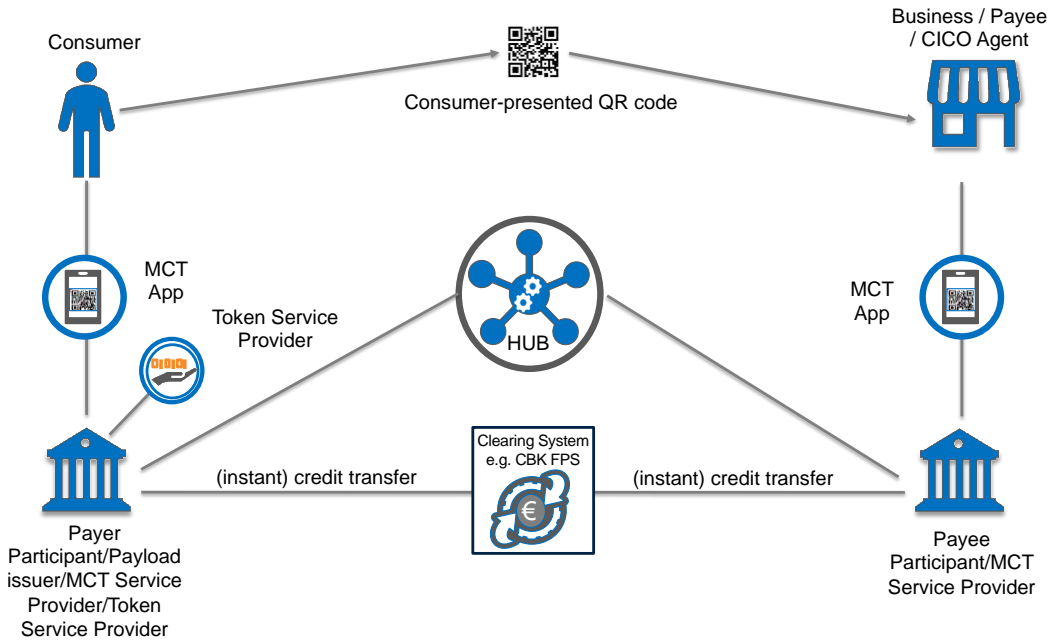 Consumer
Business / Payee
/ CICO Agent
Consumer-presented QR code
MCT
App
MCT
App
Token Service
Provider
HUB
Clearing System
e.g. CBK FPS
(instant) credit transfer
(instant) credit transfer
€
Payer
Participant/Payload
issuer/MCT Service
Provider/Token
Service Provider
Payee
Participant/MCT
Service Provider